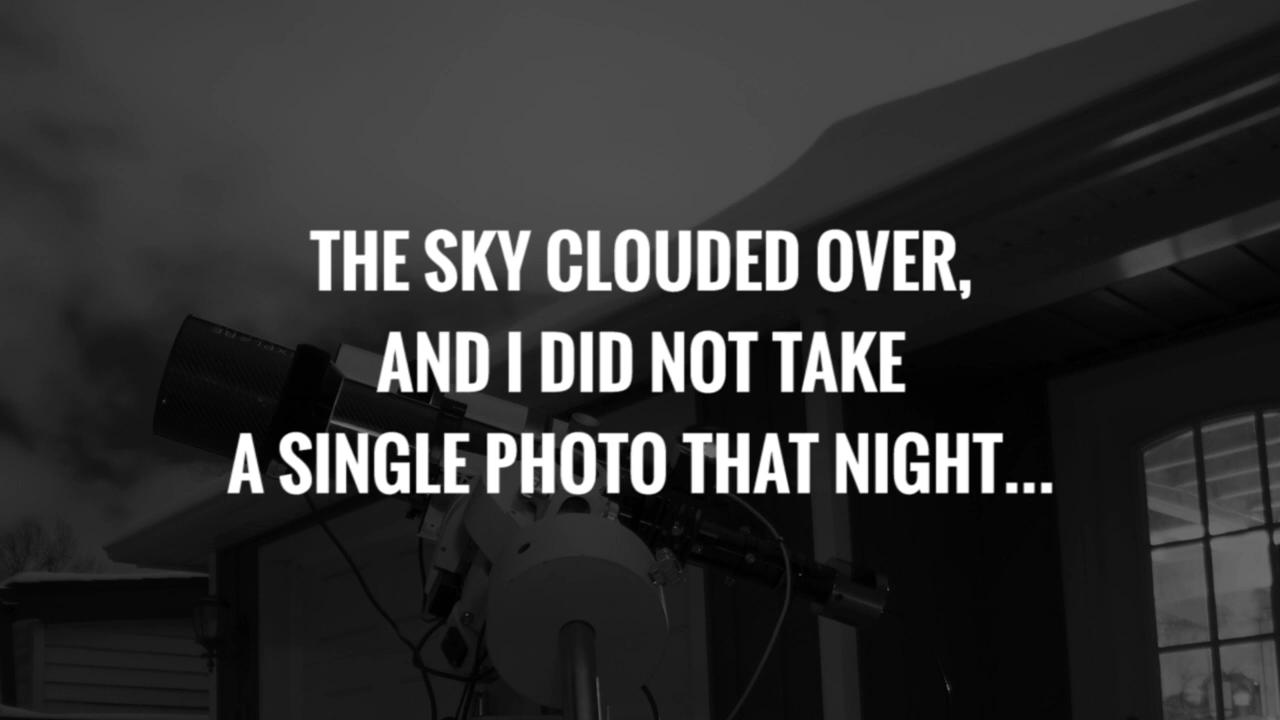 THE SKY CLOUDED OVER,
AND I DID NOT TAKE
A SINGLE PHOTO THAT NIGHT...